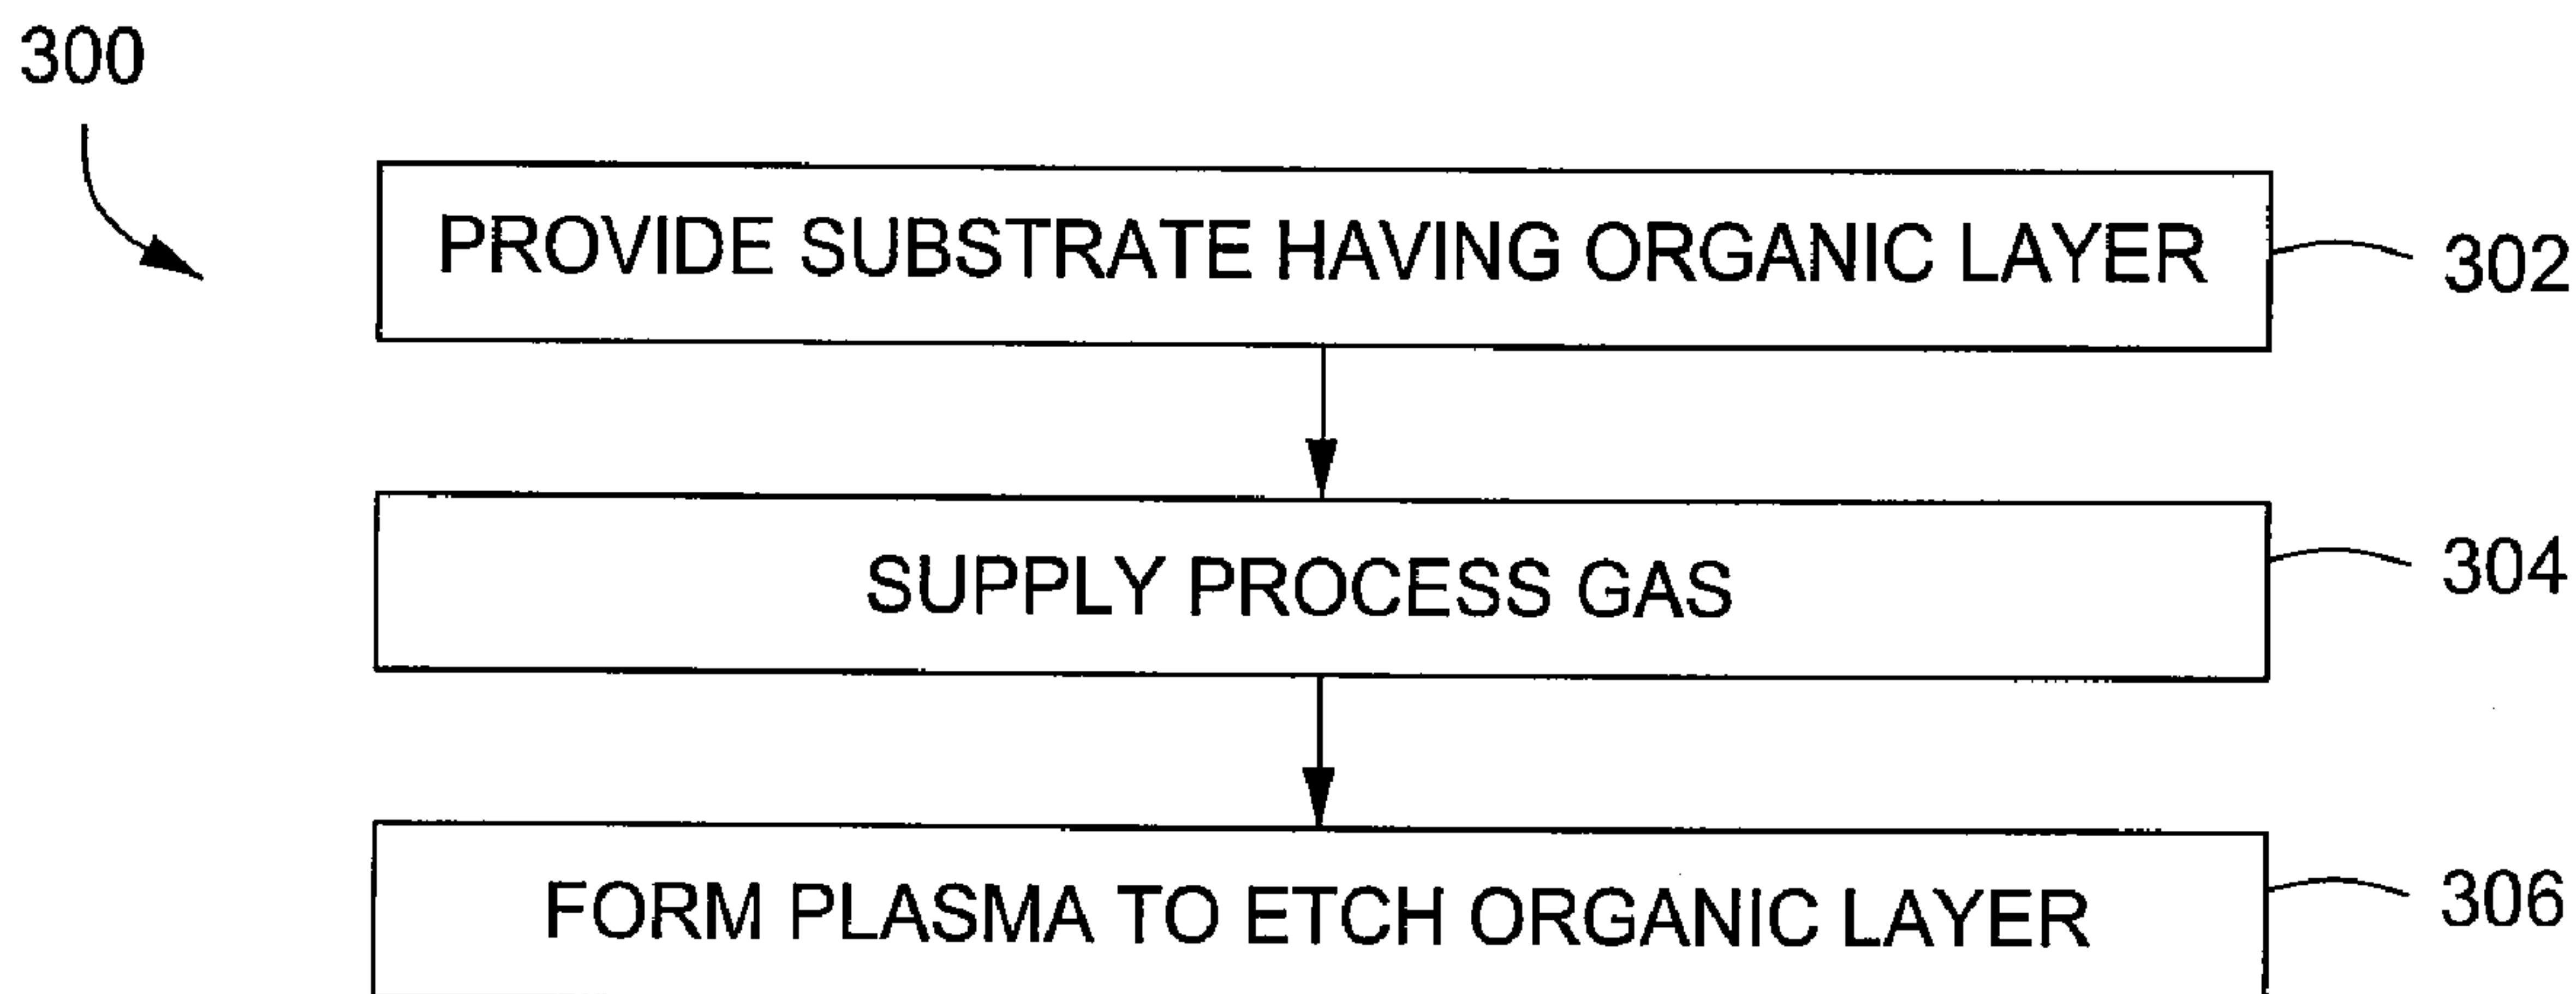 300
PROVIDE SUBSTRATE HAVING ORGANIC LAYER
302
SUPPLY PROCESS GAS
304
FORM PLASMA TO ETCH ORGANIC LAYER
306